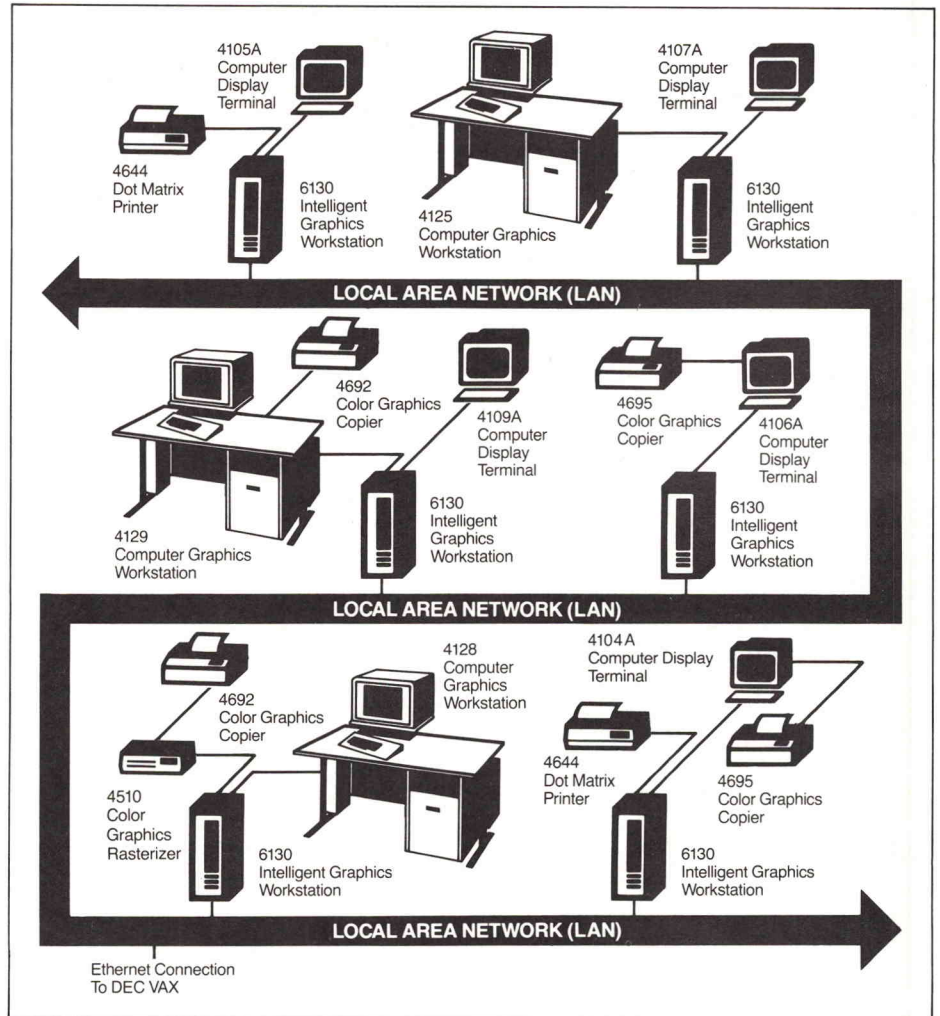 4105A
Computer
Display
Terminal
4107A
Computer
Display
Terminal
4644
Dot Matrix
Printer
6130
Intelligent
Graphics
Workstation
4125
Computer Graphics
Workstation
6130
Intelligent
Graphics
Workstation
LOCAL AREA NETWORK (LAN)
4692
Color Graphics
Copier
4109A
Computer
Display
Terminal
4695
Color Graphics
Copier
4106A
Computer
Display
Terminal
4129
Computer Graphics
Workstation
6130
Intelligent
Graphics
Workstation
6130
Intelligent
Graphics
Workstation
LOCAL AREA NETWORK (LAN)
4692
Color Graphics
Copier
4128
Computer
Graphics
Workstation
4104A
Computer Display
Terminal
4510
Color
Graphics
Rasterizer
6130
Intelligent Graphics
Workstation
4644
Dot Matrix
Printer
4695
Color Graphics
Copier
6130
Intelligent Graphics
Workstation
LOCAL AREA NETWORK (LAN)
Ethernet Connection
To DEC VAX